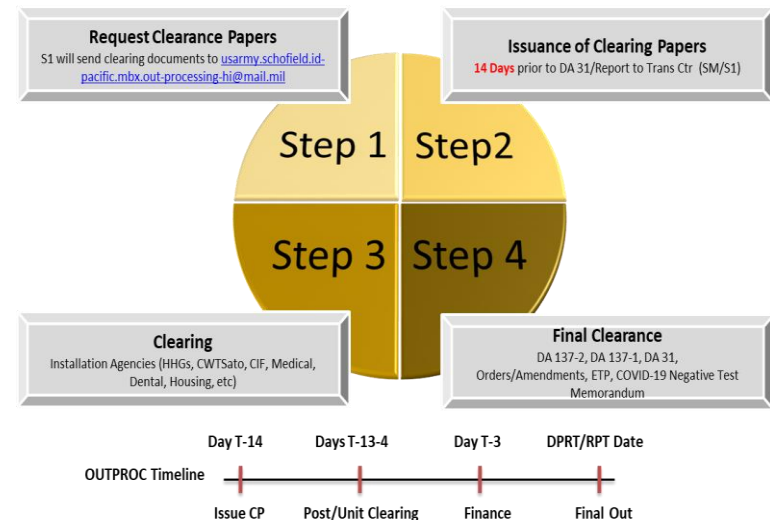 Request Clearance Papers
S1 will send clearing documents to usarmy.schofield.id-
pacific.mbx.out-processing-hi@mail.mil
Issuance of Clearing Papers
14 Days prior to DA 31/Report to Trans Ctr (SM/S1)
Step 1
Step2
Step 3
Step 4
Clearing
Installation Agencies (HHGs, CWTSato, CIF, Medical,
Dental, Housing, etc)
Final Clearance
DA 137-2, DA 137-1, DA 31,
Orders/Amendments, ETP, COVID-19 Negative Test
Memorandum
Day T-14
Days T-13-4
Day T-3
DPRT/RPT Date
OUTPROC Timeline
Issue CP
Post/Unit Clearing
Finance
Final Out